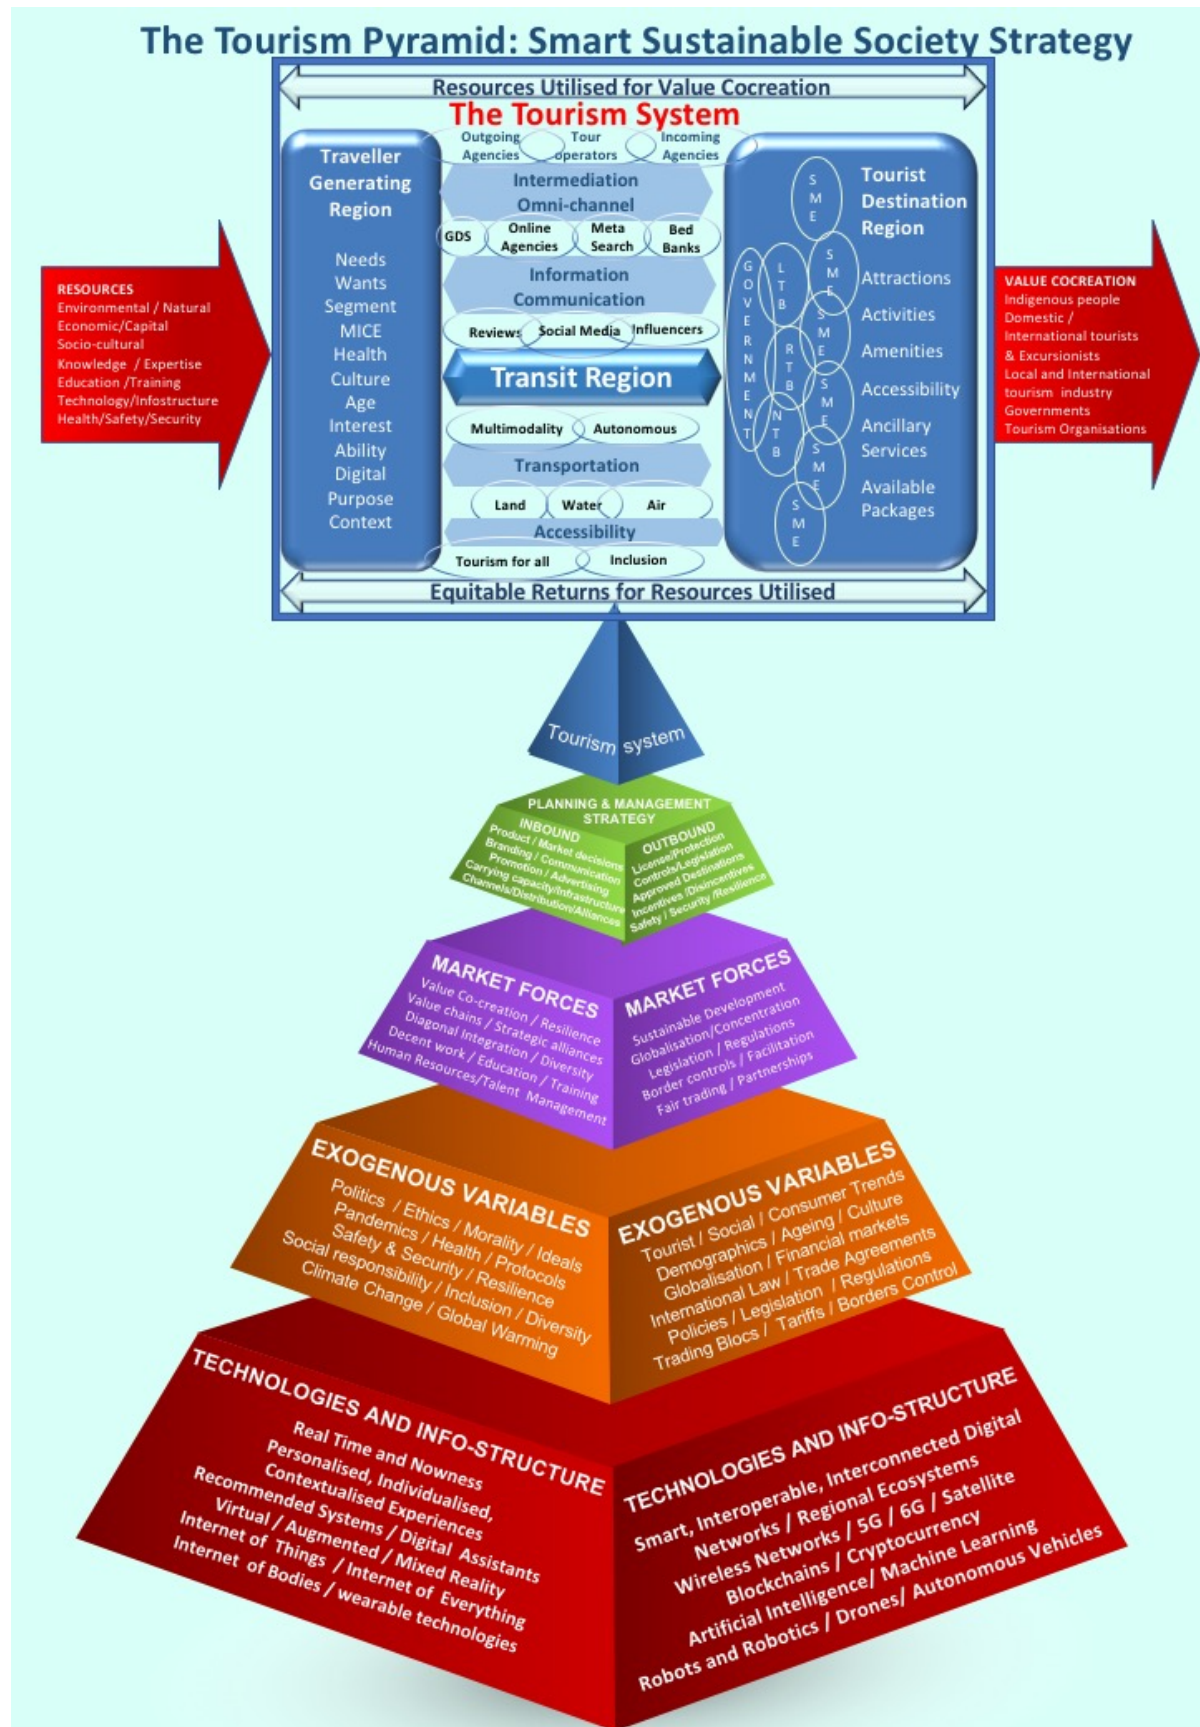 The Tourism Pyramid: Smart Sustainable Society Strategy
Resources Utilised for Value Cocreation
The Tourism System
RESOURCES
Environmental / Natural
Economic/Capital
Socio-cultural
Knowledge / Expertise
Education /Training
Technology/Infostructure
Health/Safety/Security
Traveller
Generating
Region
Needs
Wants
Segment
MICE
Health
Culture
Age
Interest
Ability
Digital
Purpose
Context
Outgoing
Agencies
Tour
operators
Incoming
Agencies
Intermediation
Omni-channel
GDS
Online
Agencies
Meta
Search
Bed
Banks
Information
Communication
Reviews
Social Media
Influencers
Transit Region
Multimodality
Autonomous
Transportation
Land
Water
Air
Accessibility
Tourism for all
Inclusion
GOVERNMENT
LTB
RTB
NTB
SME
SME
SME
SME
SME
SME
Tourist
Destination
Region
Attractions
Activities
Amenities
Accessibility
Ancillary
Services
Available
Packages
VALUE COCREATION
Indigenous people
Domestic /
International tourists
& Excursionists
Local and International
tourism industry
Governments
Tourism Organisations
Equitable Returns for Resources Utilised
Tourism system
PLANNING & MANAGEMENT
STRATEGY
INBOUND
Product / Market decisions
Branding / Communication
Promotion / Advertising
Carrying capacity/Infrastructure
Channels/Distribution/Alliances
OUTBOUND
License/Protection
Controls/Legislation
Approved Destinations
Incentives /Disincentives
Safety / Security /Resilience
MARKET FORCES
Value Co-creation / Resilience
Value chains / Strategic alliances
Diagonal Integration / Diversity
Decent work / Education / Training
Human Resources/Talent Management
MARKET FORCES
Sustainable Development
Globalisation/Concentration
Legislation / Regulations
Border controls / Facilitation
Fair trading / Partnerships
EXOGENOUS VARIABLES
Politics / Ethics / Morality / Ideals
Pandemics / Health / Protocols
Safety & Security / Resilience
Social responsibility / Inclusion / Diversity
Climate Change / Global Warming
EXOGENOUS VARIABLES
Tourist / Social / Consumer Trends
Demographics / Ageing / Culture
Globalisation / Financial markets
International Law / Trade Agreements
Policies / Legislation / Regulations
Trading Blocs / Tariffs / Borders Control
TECHNOLOGIES AND INFO-STRUCTURE
Real Time and Nowness
Personalised, Individualised,
Contextualised Experiences
Recommended Systems / Digital Assistants
Virtual / Augmented / Mixed Reality
Internet of Things / Internet of Everything
Internet of Bodies / wearable technologies
TECHNOLOGIES AND INFO-STRUCTURE
Smart, Interoperable, Interconnected Digital
Networks / Regional Ecosystems
Wireless Networks / 5G / 6G / Satellite
Blockchains / Cryptocurrency
Artificial Intelligence/ Machine Learning
Robots and Robotics / Drones/ Autonomous Vehicles